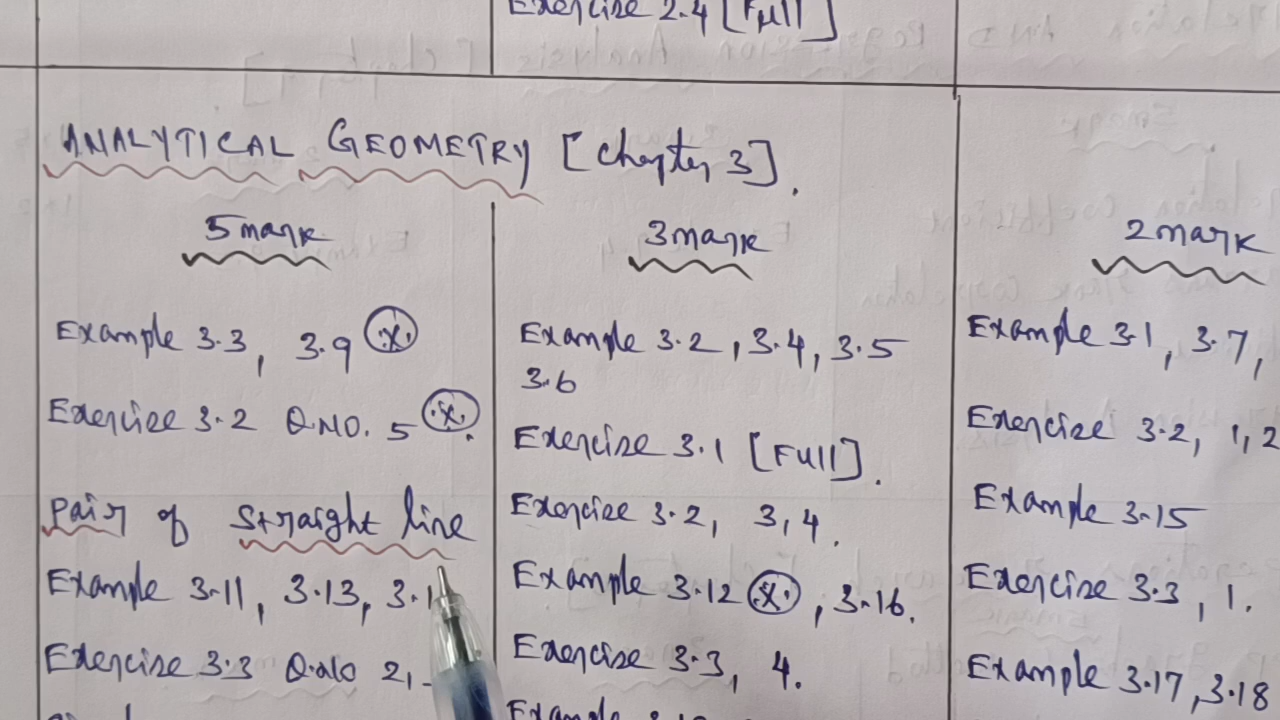 Exercise 2.4 [Full]
ANALYTICAL GEOMETRY [Chapter 3].
5 mark
Example 3.3, 3.9 (·x·)
Exercise 3.2 Q.NO. 5 (·x·).
Pair of Straight line
Example 3.11, 3.13, 3.1
Exercise 3.3 Q.No 2,
3 mark
Example 3.2, 3.4, 3.5
3.6
Exercise 3.1 [Full].
Exercise 3.2, 3, 4.
Example 3.12 (·x·), 3.16.
Exercise 3.3, 4.
Example
2 mark
Example 3.1, 3.7,
Exercise 3.2, 1, 2
Example 3.15
Exercise 3.3, 1.
Example 3.17, 3.18